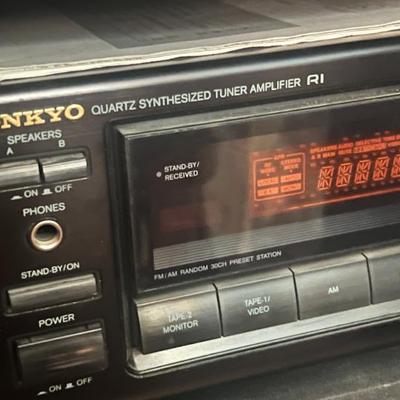 NKYO QUARTZ SYNTHESIZED TUNER AMPLIFIER RI
SPEAKERS
A B
ON OFF
PHONES
STAND-BY/ON
POWER
ON OFF
STAND-BY/
RECEIVED
FM/AM RANDOM 30CH PRESET STATION
TAPE-2
MONITOR
TAPE-1/
VIDEO
AM